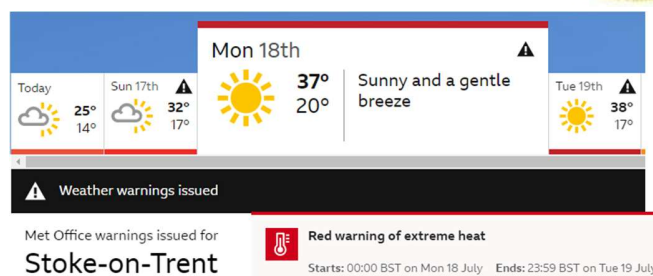 Mon 18th
37°
20°
Sunny and a gentle
breeze
Today
25°
14°
Sun 17th
32°
17°
Tue 19th
38°
17°
Weather warnings issued
Met Office warnings issued for
Stoke-on-Trent
Red warning of extreme heat
Starts: 00:00 BST on Mon 18 July Ends: 23:59 BST on Tue 19 July